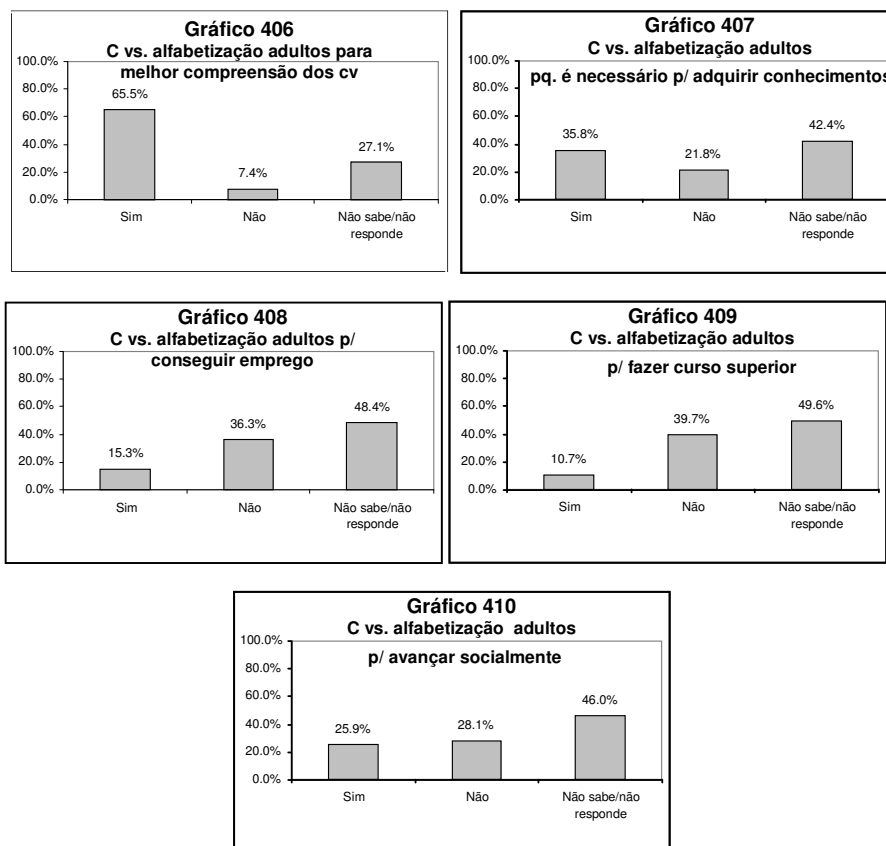 Gráfico 406
C vs. alfabetização adultos para
melhor compreensão dos cv
100.0%
80.0%
60.0%
40.0%
20.0%
0.0%
65.5%
7.4%
27.1%
Sim
Não
Não sabe/não
responde
Gráfico 407
C vs. alfabetização adultos
pq. é necessário p/ adquirir conhecimentos
100.0%
80.0%
60.0%
40.0%
20.0%
0.0%
35.8%
21.8%
42.4%
Sim
Não
Não sabe/não
responde
Gráfico 408
C vs. alfabetização adultos p/
conseguir emprego
100.0%
80.0%
60.0%
40.0%
20.0%
0.0%
15.3%
36.3%
48.4%
Sim
Não
Não sabe/não
responde
Gráfico 409
C vs. alfabetização adultos
p/ fazer curso superior
100.0%
80.0%
60.0%
40.0%
20.0%
0.0%
10.7%
39.7%
49.6%
Sim
Não
Não sabe/não
responde
Gráfico 410
C vs. alfabetização adultos
p/ avançar socialmente
100.0%
80.0%
60.0%
40.0%
20.0%
0.0%
25.9%
28.1%
46.0%
Sim
Não
Não sabe/não
responde